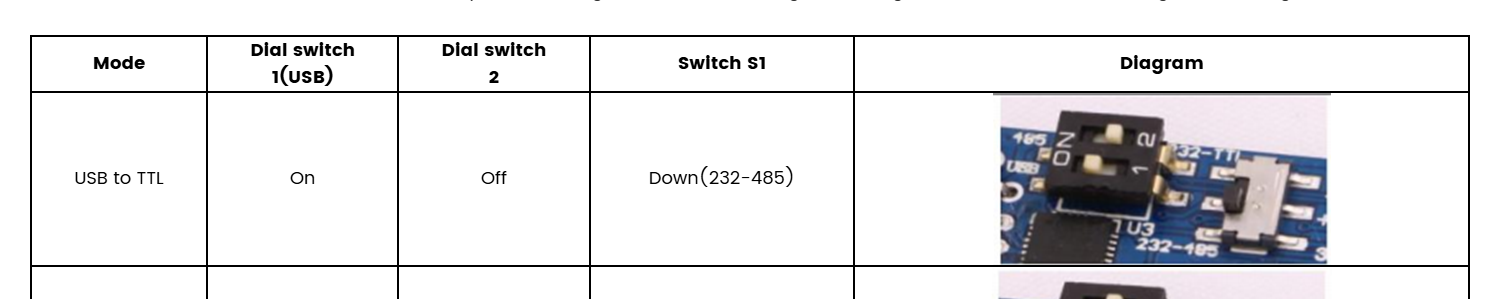 Mode
Dial switch
1(USB)
Dial switch
2
Switch S1
Diagram
USB to TTL
On
Off
Down(232-485)
485
ON
2
232-TTL
USB
1
U3
232-485
3